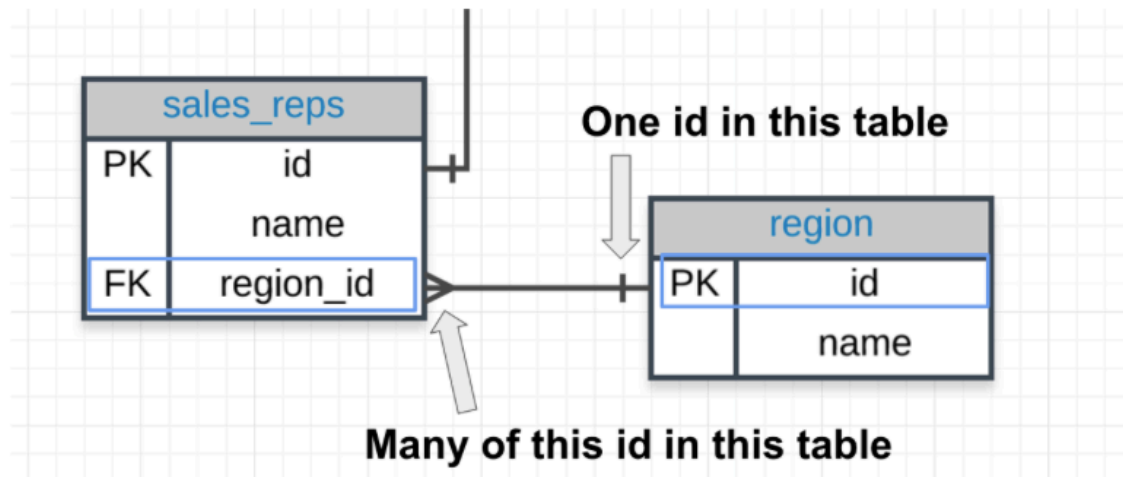 sales_reps
PK id
name
FK region_id
One id in this table
region
PK id
name
Many of this id in this table